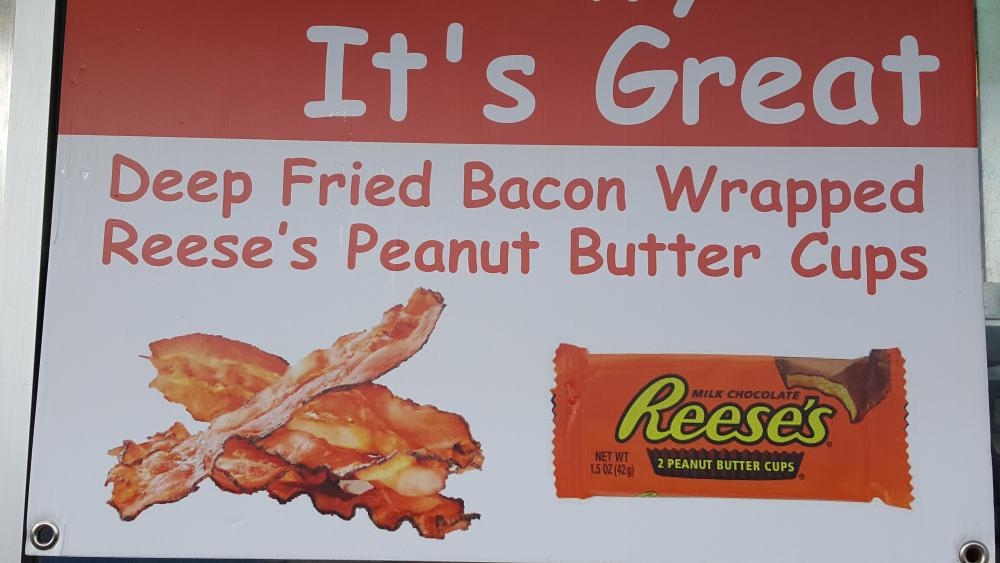 It's Great
Deep Fried Bacon Wrapped
Reese's Peanut Butter Cups
MILK CHOCOLATE
Reese's
NET WT
1.5 OZ (42g)
2 PEANUT BUTTER CUPS